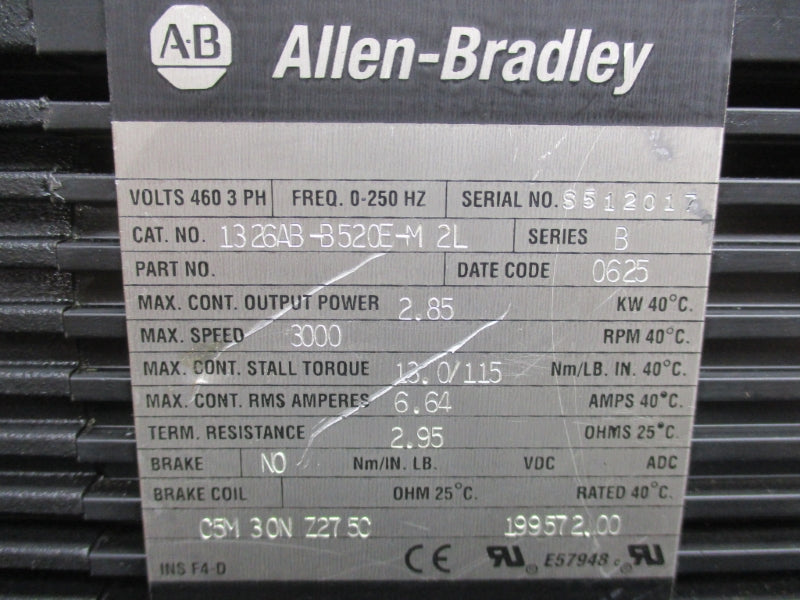 A-B Allen-Bradley
VOLTS 460 3 PH FREQ. 0-250 HZ SERIAL NO. S512017
CAT. NO. 1326AB-B520E-M 2L SERIES B
PART NO. DATE CODE 0625
MAX. CONT. OUTPUT POWER 2.85 KW 40°C.
MAX. SPEED 3000 RPM 40°C.
MAX. CONT. STALL TORQUE 13.0/115 Nm/LB. IN. 40°C.
MAX. CONT. RMS AMPERES 6.64 AMPS 40°C.
TERM. RESISTANCE 2.95 OHMS 25°C.
BRAKE NO Nm/IN. LB. VDC ADC
BRAKE COIL OHM 25°C. RATED 40°C.
C5M 30N Z27 50 199572.00
INS F4-D CE RU ® E57948 c RU ®